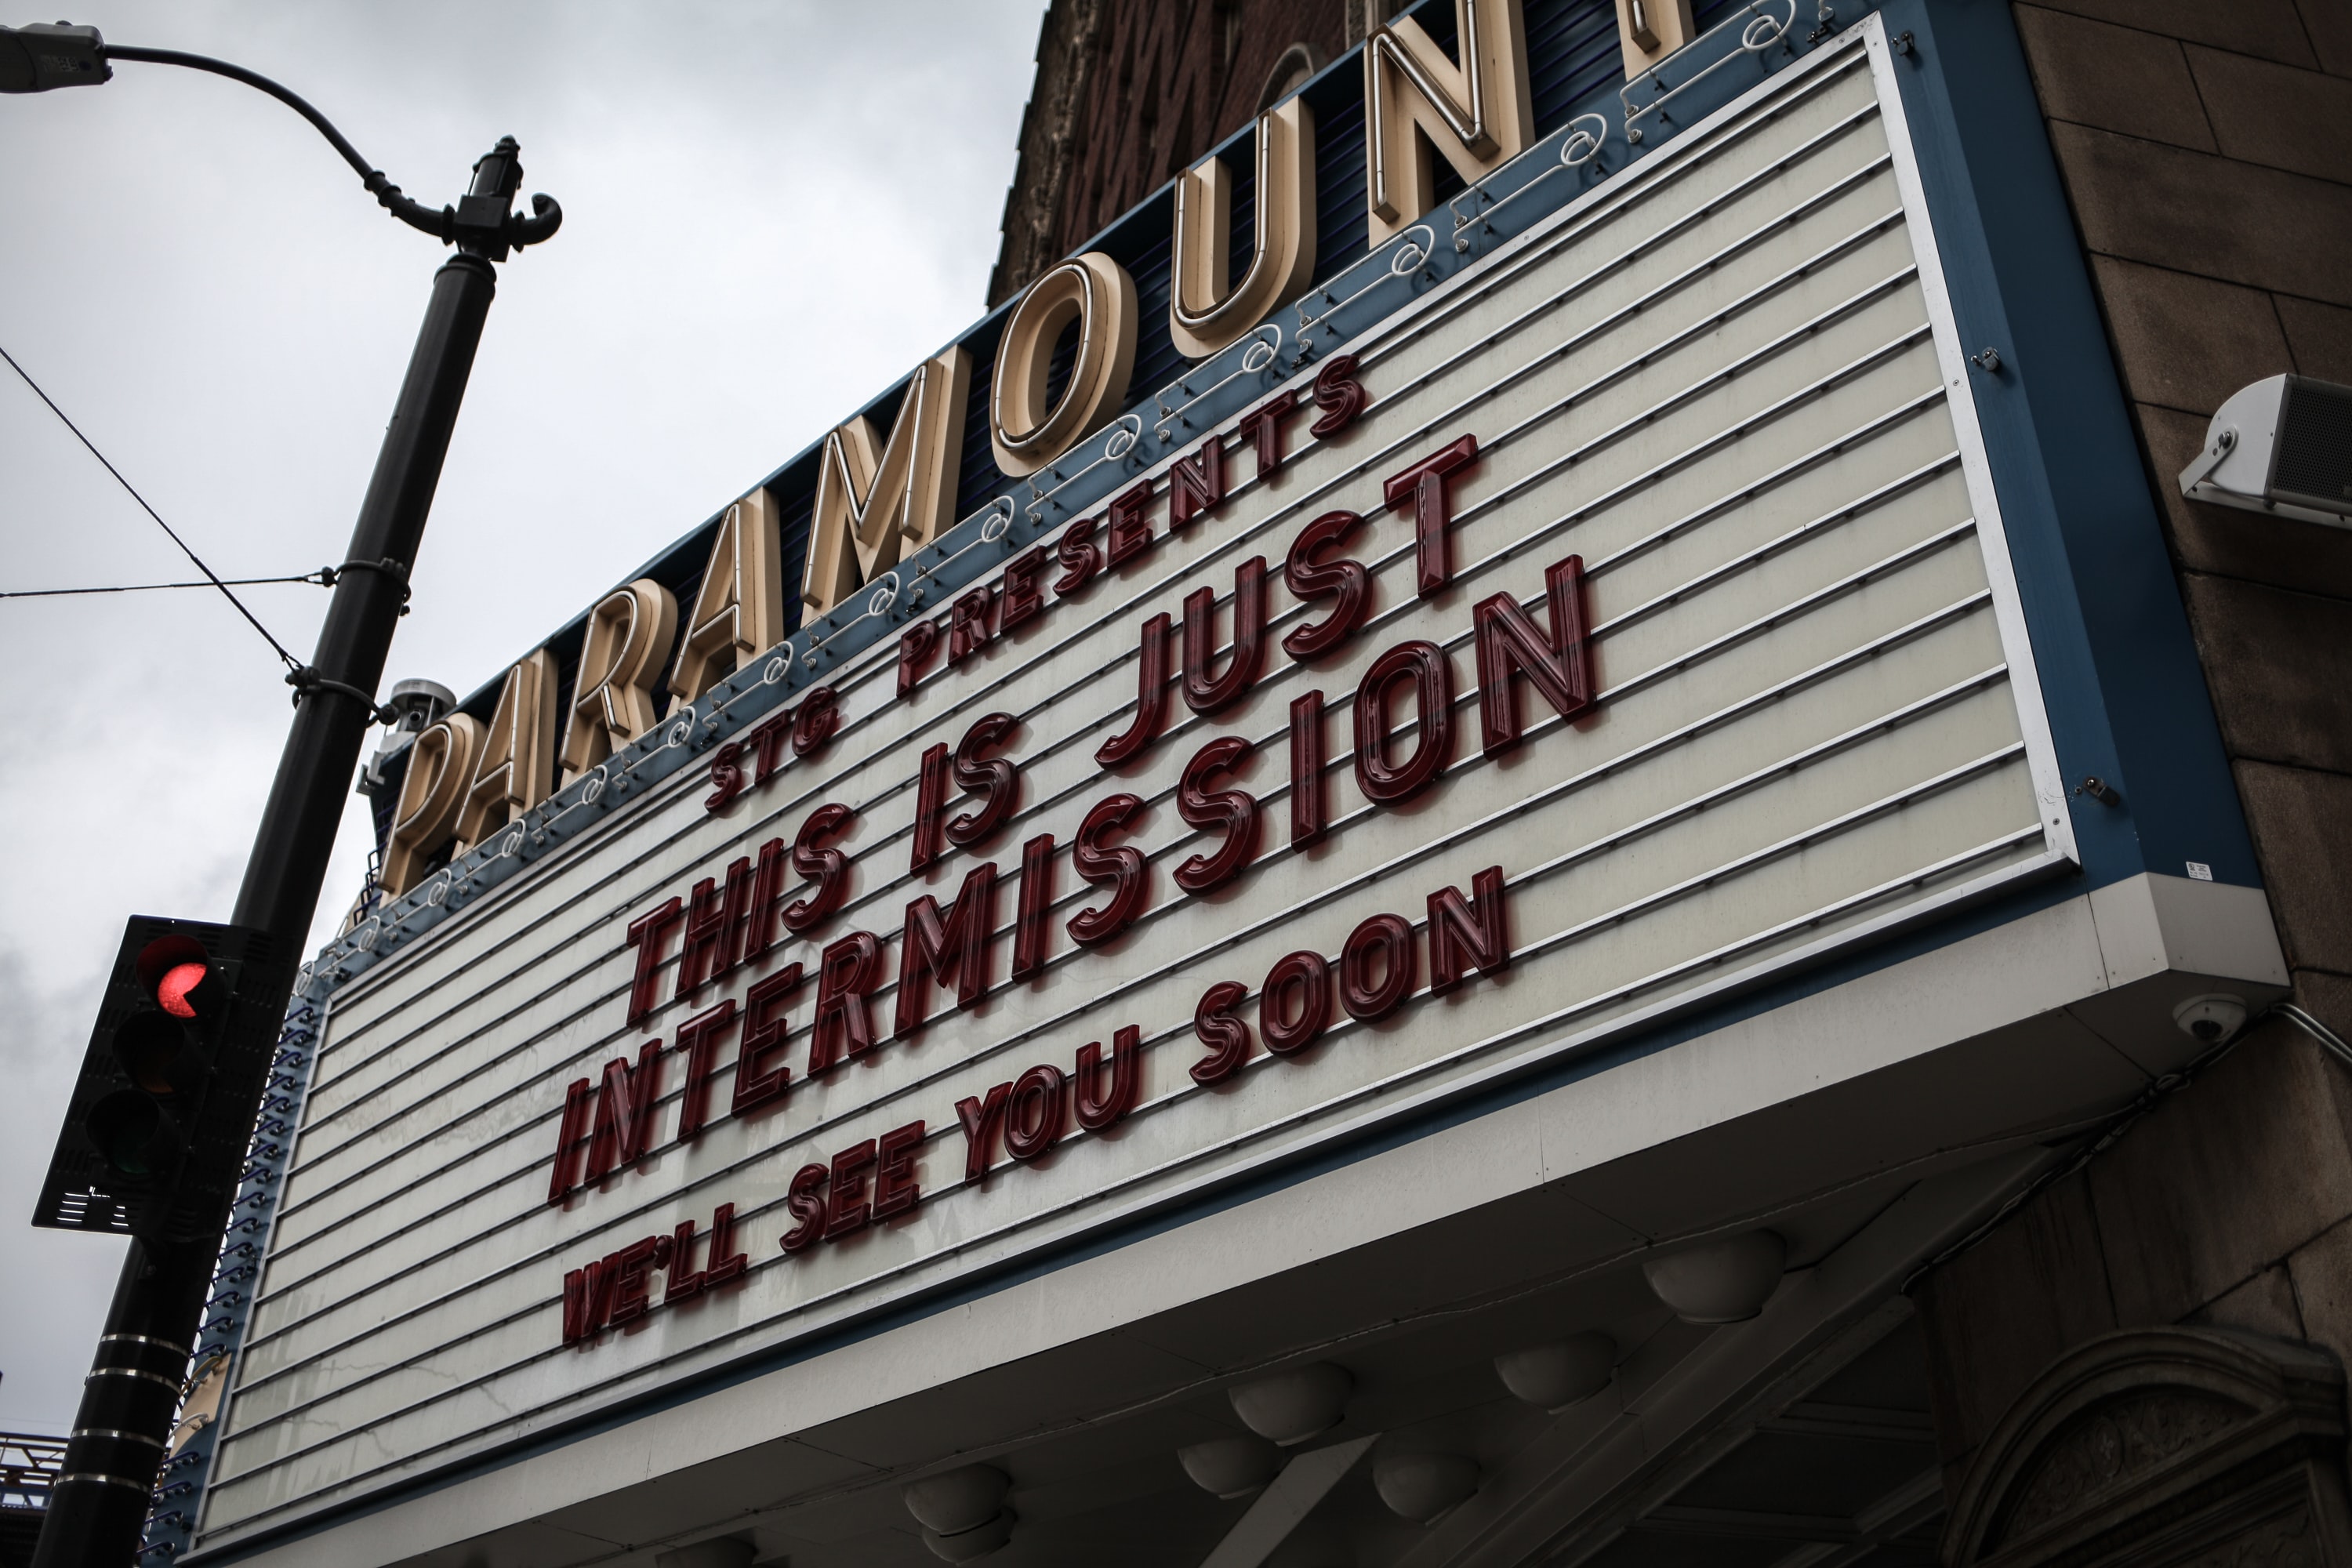 PARAMOUNT
STG PRESENTS
THIS IS JUST
INTERMISSION
WE'LL SEE YOU SOON